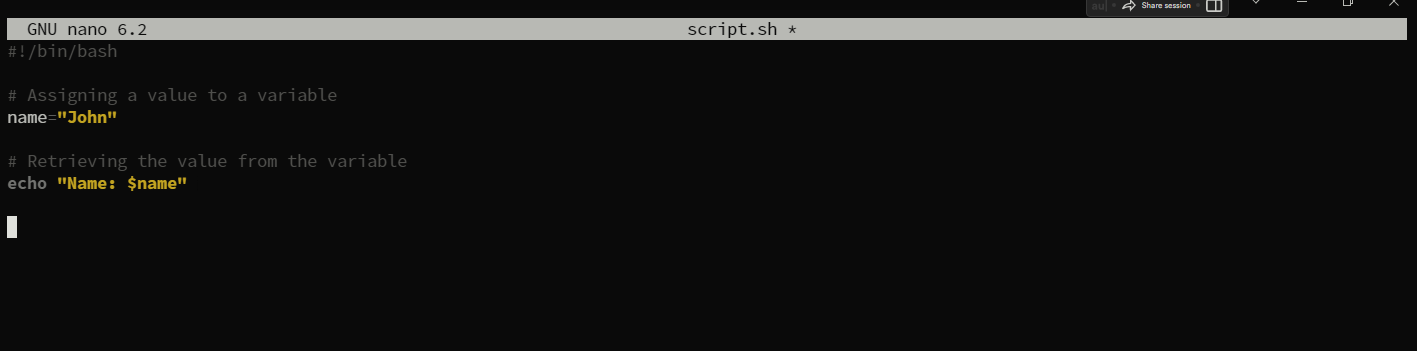 Share session
GNU nano 6.2 script.sh *
#!/bin/bash
# Assigning a value to a variable
name="John"
# Retrieving the value from the variable
echo "Name: $name"